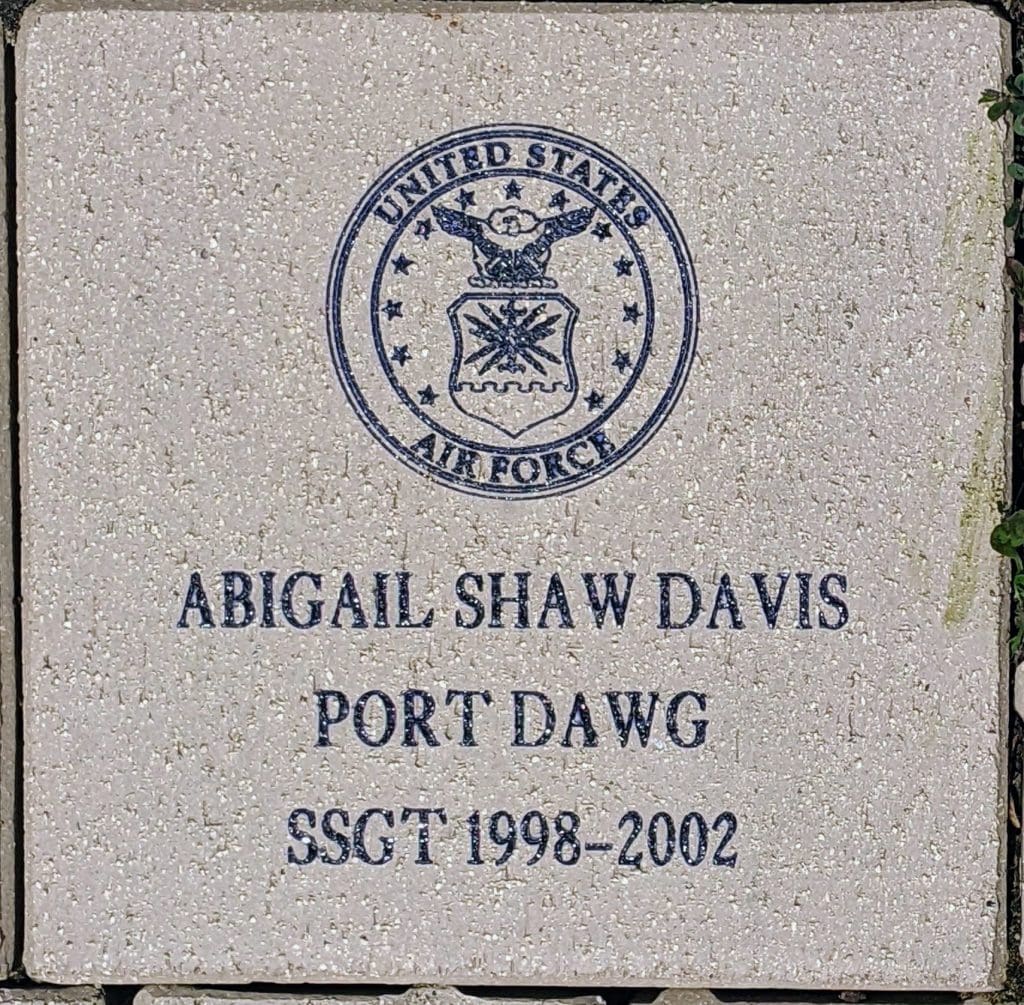 UNITED STATES
AIR FORCE
ABIGAIL SHAW DAVIS
PORT DAWG
SSGT 1998-2002